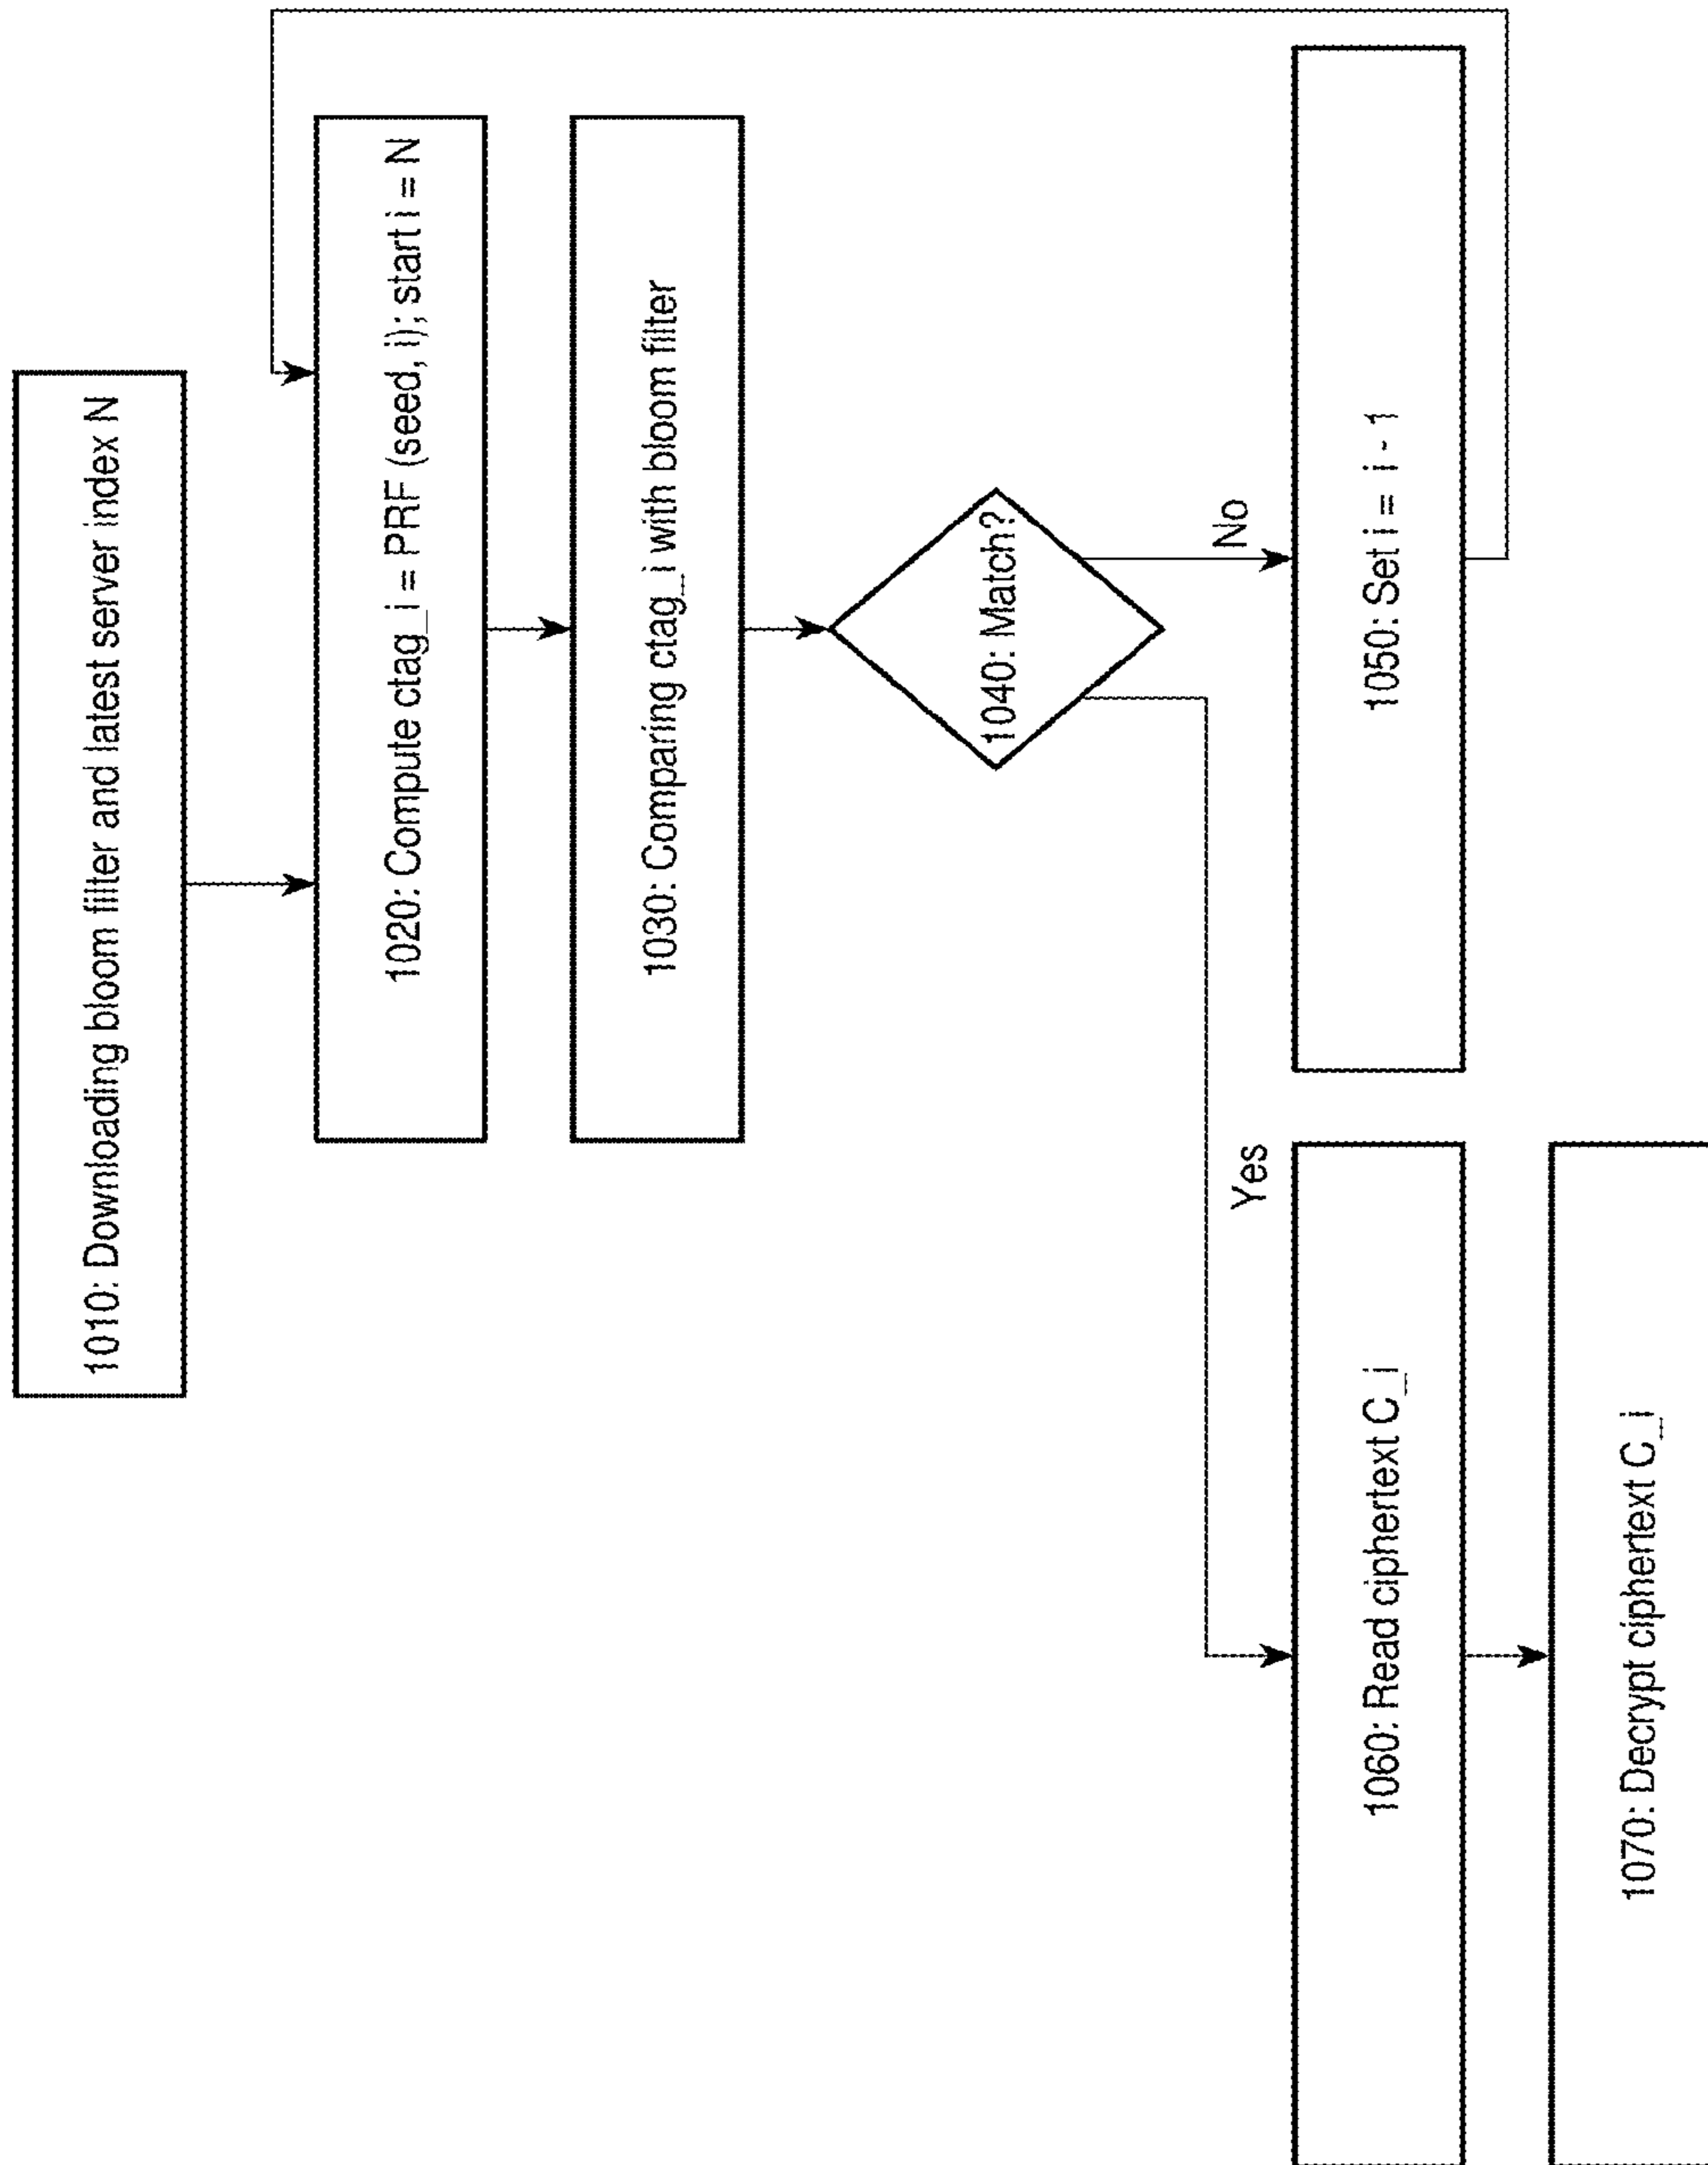 1010: Downloading bloom filter and latest server index N
1020: Compute ctag_i = PRF (seed, i); start i = N
1030: Comparing ctag_i with bloom filter
1040: Match?
No
Yes
1050: Set i = i - 1
1060: Read ciphertext C_i
1070: Decrypt ciphertext C_i